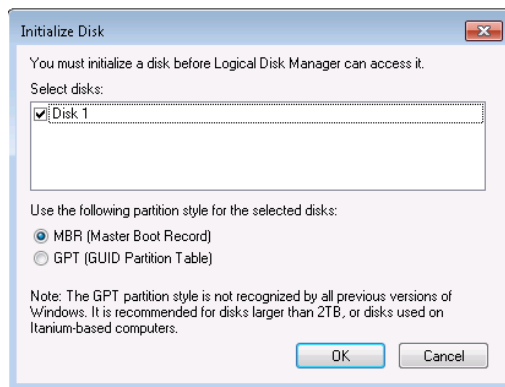 Initialize Disk
You must initialize a disk before Logical Disk Manager can access it.
Select disks:
Disk 1
Use the following partition style for the selected disks:
MBR (Master Boot Record)
GPT (GUID Partition Table)
Note: The GPT partition style is not recognized by all previous versions of
Windows. It is recommended for disks larger than 2TB, or disks used on
Itanium-based computers.
OK Cancel